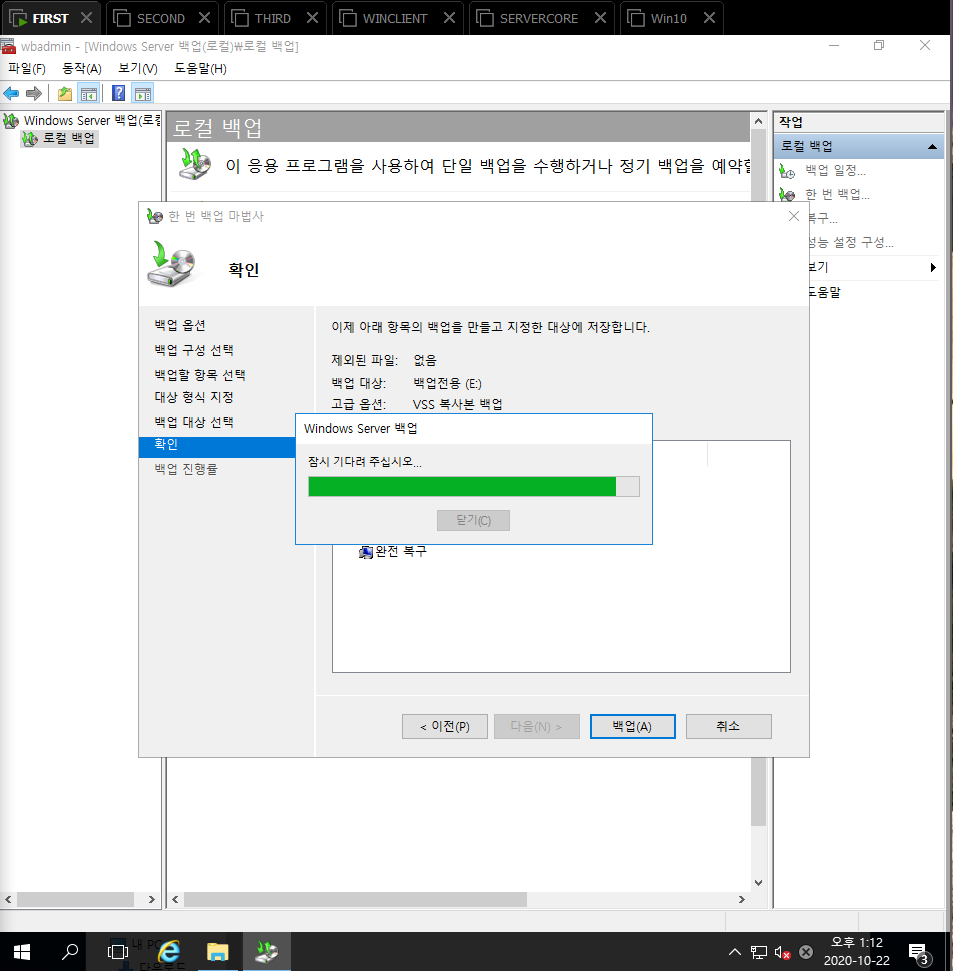 FIRST SECOND THIRD WINCLIENT SERVERCORE Win10
wbadmin - [Windows Server 백업(로컬)₩로컬 백업]
파일(F) 동작(A) 보기(V) 도움말(H)
Windows Server 백업(로컬
로컬 백업
로컬 백업
이 응용 프로그램을 사용하여 단일 백업을 수행하거나 정기 백업을 예약할
작업
로컬 백업
백업 일정...
한 번 백업...
복구...
성능 설정 구성...
보기
도움말
한 번 백업 마법사
확인
백업 옵션
백업 구성 선택
백업할 항목 선택
대상 형식 지정
백업 대상 선택
확인
백업 진행률
이제 아래 항목의 백업을 만들고 지정한 대상에 저장합니다.
제외된 파일: 없음
백업 대상: 백업전용 (E:)
고급 옵션: VSS 복사본 백업
Windows Server 백업
잠시 기다려 주십시오...
닫기(C)
완전 복구
< 이전(P) 다음(N) > 백업(A) 취소
내 PC
다운로드
오후 1:12
2020-10-22
3